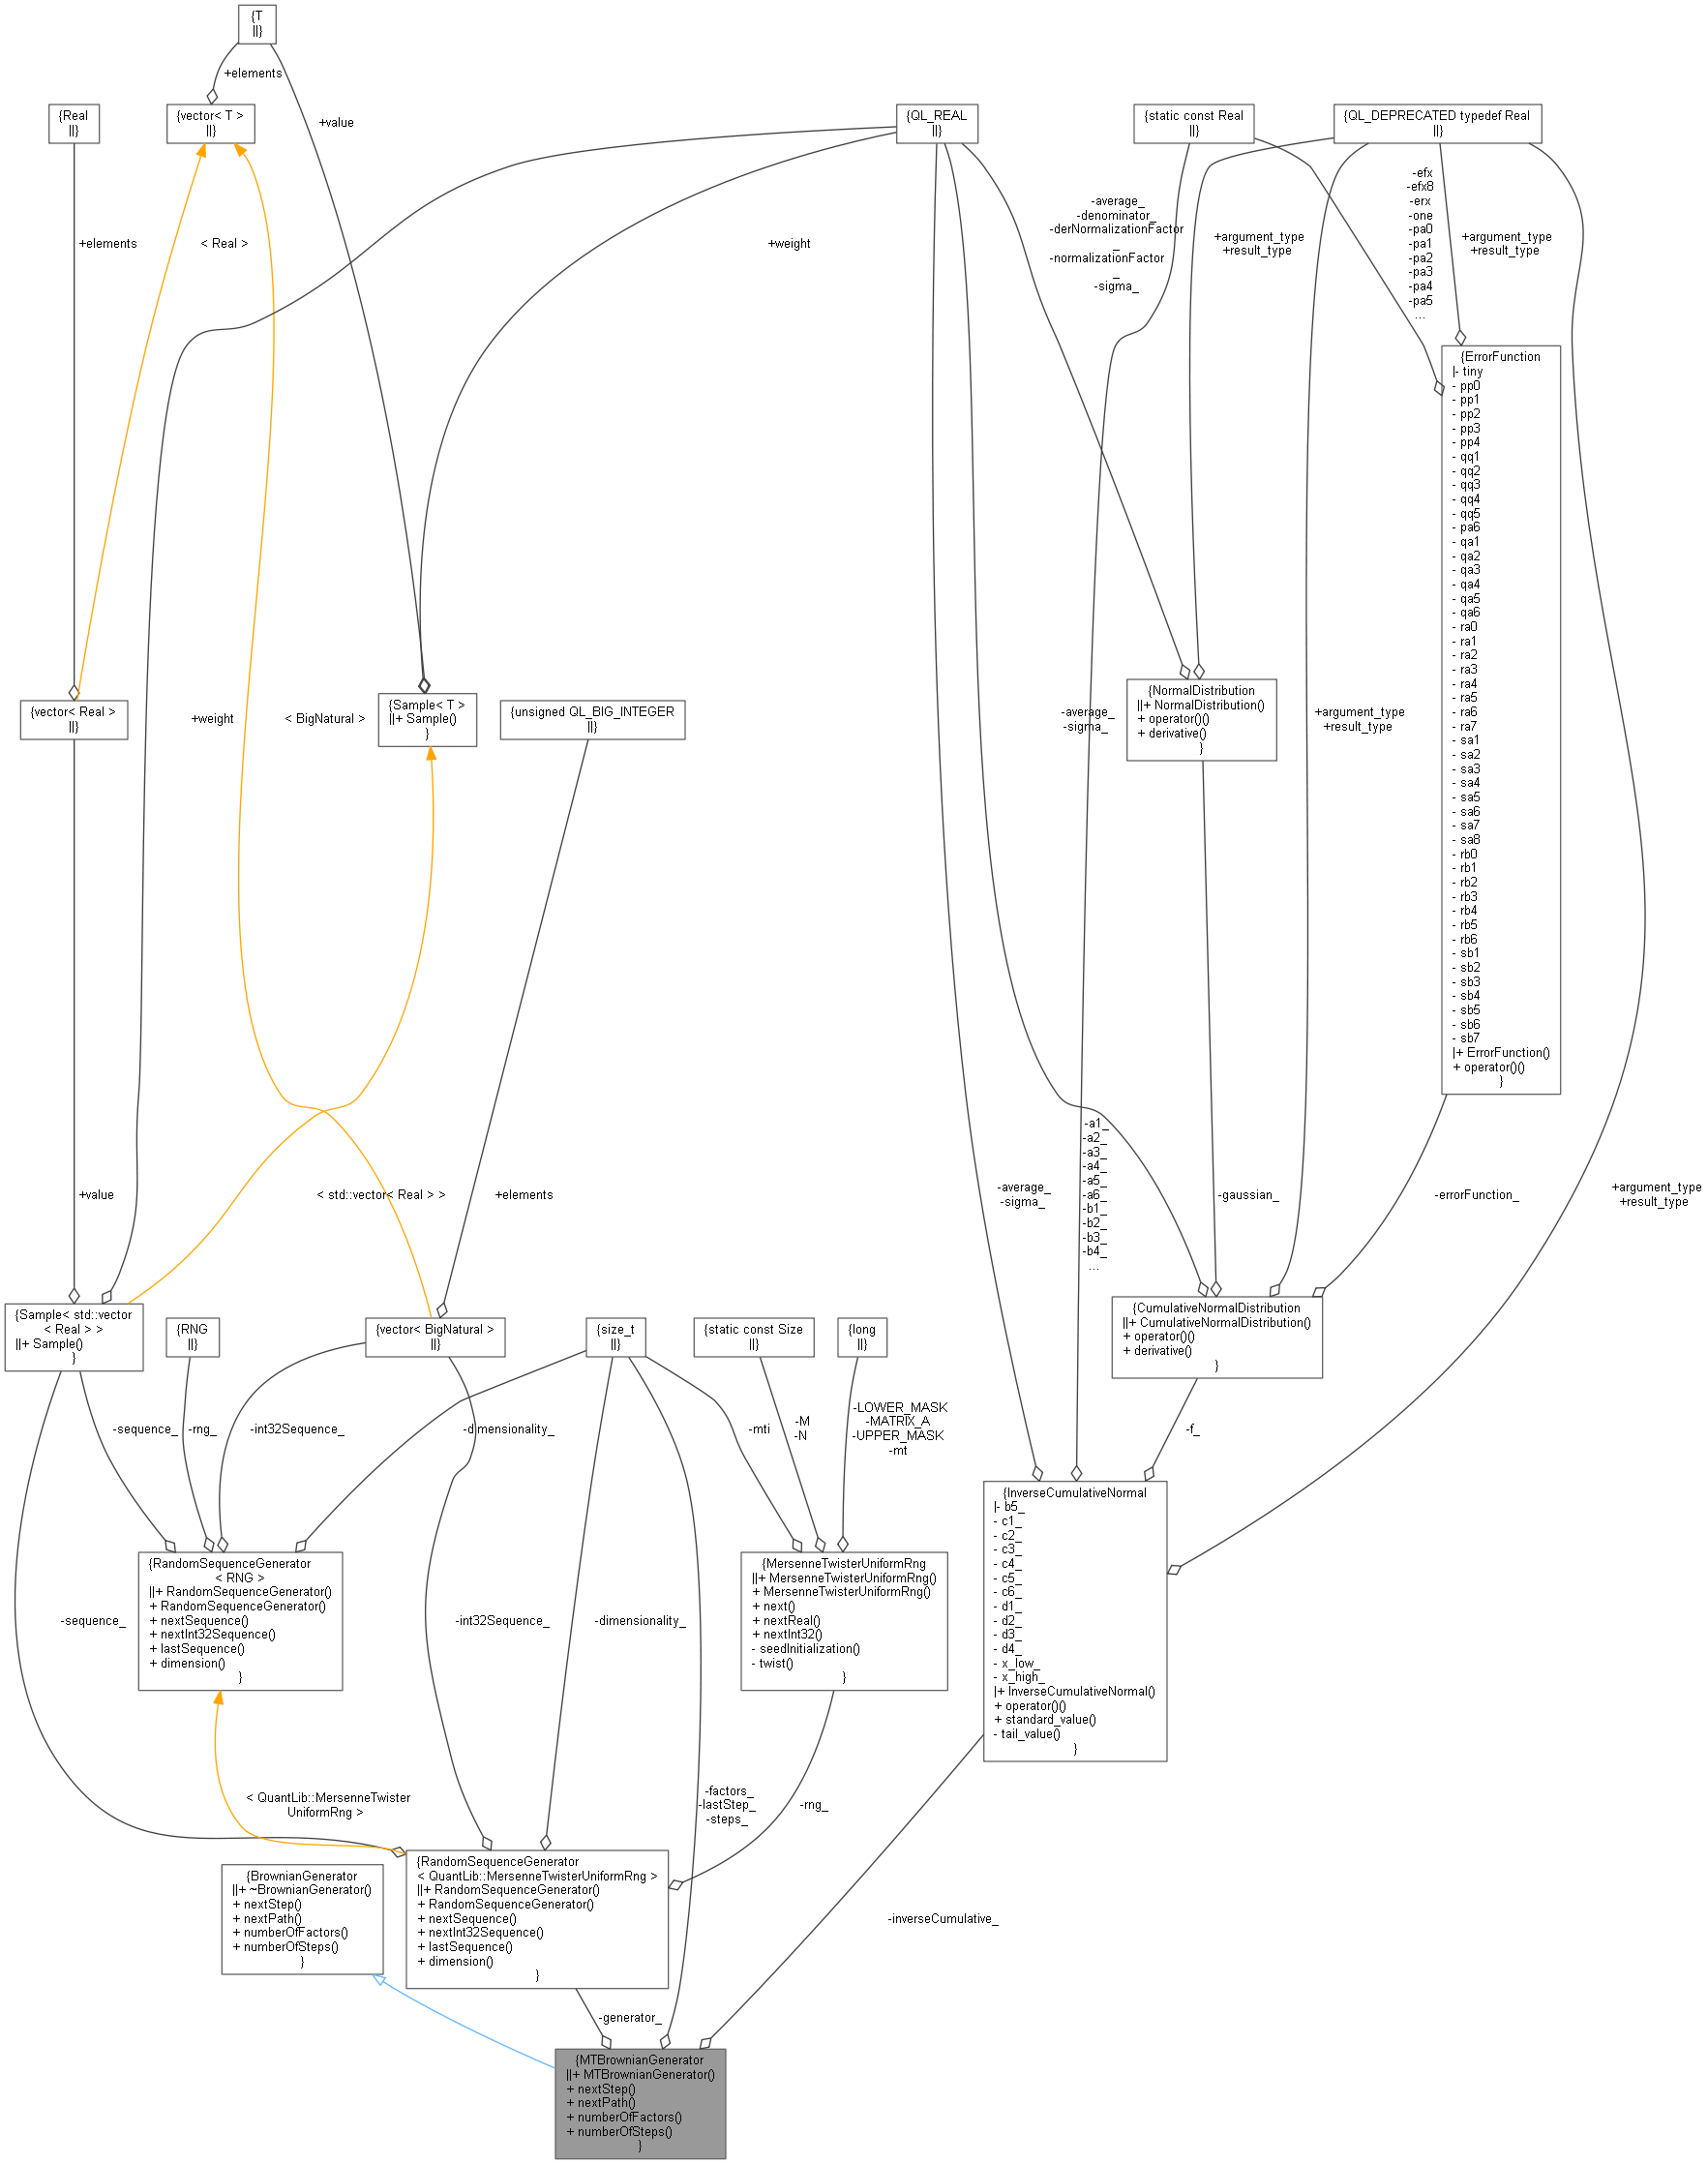 {T
||}
+elements
{Real
||}
{vector< T >
||}
+value
{QL_REAL
||}
{static const Real
||}
{QL_DEPRECATED typedef Real
||}
+elements
< Real >
+weight
-average_
-denominator_
-derNormalizationFactor
_
-normalizationFactor
_
-sigma_
+argument_type
+result_type
-efx
-efx8
-erx
-one
-pa0
-pa1
-pa2
-pa3
-pa4
-pa5
...
+argument_type
+result_type
{ErrorFunction
|- tiny
- pp0
- pp1
- pp2
- pp3
- pp4
- qq1
- qq2
- qq3
- qq4
- qq5
- pa6
- qa1
- qa2
- qa3
- qa4
- qa5
- qa6
- ra0
- ra1
- ra2
- ra3
- ra4
- ra5
- ra6
- ra7
- sa1
- sa2
- sa3
- sa4
- sa5
- sa6
- sa7
- sa8
- rb0
- rb1
- rb2
- rb3
- rb4
- rb5
- rb6
- sb1
- sb2
- sb3
- sb4
- sb5
- sb6
- sb7
|+ ErrorFunction()
+ operator()()
}
{vector< Real >
||}
+weight
< BigNatural >
{Sample< T >
||+ Sample()
}
{unsigned QL_BIG_INTEGER
||}
-average_
-sigma_
{NormalDistribution
||+ NormalDistribution()
+ operator()()
+ derivative()
}
+argument_type
+result_type
+value
< std::vector< Real > >
+elements
-average_
-sigma_
-a1_
-a2_
-a3_
-a4_
-a5_
-a6_
-b1_
-b2_
-b3_
-b4_
...
-gaussian_
-errorFunction_
+argument_type
+result_type
{Sample< std::vector
< Real > >
||+ Sample()
}
{RNG
||}
{vector< BigNatural >
||}
{size_t
||}
{static const Size
||}
{long
||}
{CumulativeNormalDistribution
||+ CumulativeNormalDistribution()
+ operator()()
+ derivative()
}
-sequence_
-rng_
-int32Sequence_
-dimensionality_
-mti
-M
-N
-LOWER_MASK
-MATRIX_A
-UPPER_MASK
-mt
-f_
{RandomSequenceGenerator
< RNG >
||+ RandomSequenceGenerator()
+ RandomSequenceGenerator()
+ nextSequence()
+ nextInt32Sequence()
+ lastSequence()
+ dimension()
}
-sequence_
-int32Sequence_
-dimensionality_
{MersenneTwisterUniformRng
||+ MersenneTwisterUniformRng()
+ MersenneTwisterUniformRng()
+ next()
+ nextReal()
+ nextInt32()
- seedInitialization()
- twist()
}
{InverseCumulativeNormal
|- b5_
- c1_
- c2_
- c3_
- c4_
- c5_
- c6_
- d1_
- d2_
- d3_
- d4_
- x_low_
- x_high_
|+ InverseCumulativeNormal()
+ operator()()
+ standard_value()
- tail_value()
}
< QuantLib::MersenneTwister
UniformRng >
-factors_
-lastStep_
-steps_
-rng_
{BrownianGenerator
||+ ~BrownianGenerator()
+ nextStep()
+ nextPath()
+ numberOfFactors()
+ numberOfSteps()
}
{RandomSequenceGenerator
< QuantLib::MersenneTwisterUniformRng >
||+ RandomSequenceGenerator()
+ RandomSequenceGenerator()
+ nextSequence()
+ nextInt32Sequence()
+ lastSequence()
+ dimension()
}
-inverseCumulative_
-generator_
{MTBrownianGenerator
||+ MTBrownianGenerator()
+ nextStep()
+ nextPath()
+ numberOfFactors()
+ numberOfSteps()
}